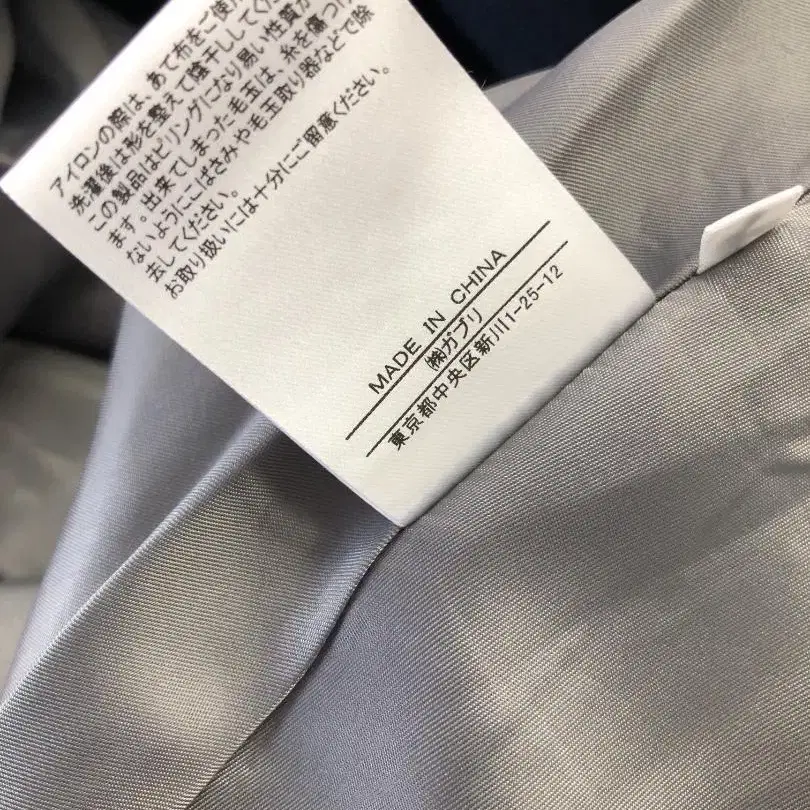 アイロンの際は、あて布をご使用
洗濯後は形を整えて陰干ししてくだ
この製品はピリングになり易い性質が
ます。出来てしまった毛玉は、糸を傷つけ
ないようにこばさみや毛玉取り器などで除
去してください。
お取り扱いには十分にご留意ください。
MADE IN CHINA
㈱ガブリ
東京都中央区新川1-25-12